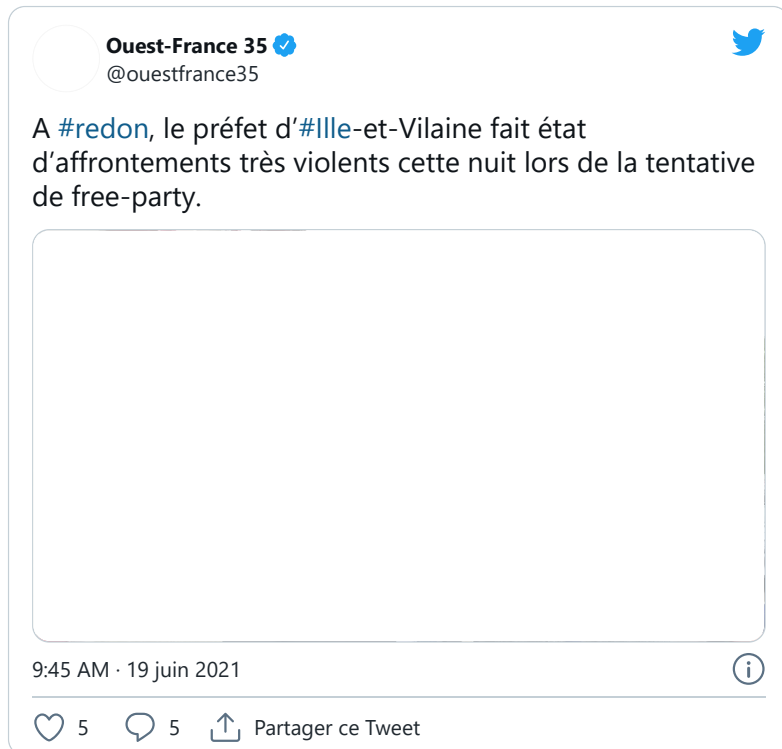 Ouest-France 35
@ouestfrance35
A #redon, le préfet d’#Ille-et-Vilaine fait état
d’affrontements très violents cette nuit lors de la tentative
de free-party.
9:45 AM · 19 juin 2021
5 5 Partager ce Tweet